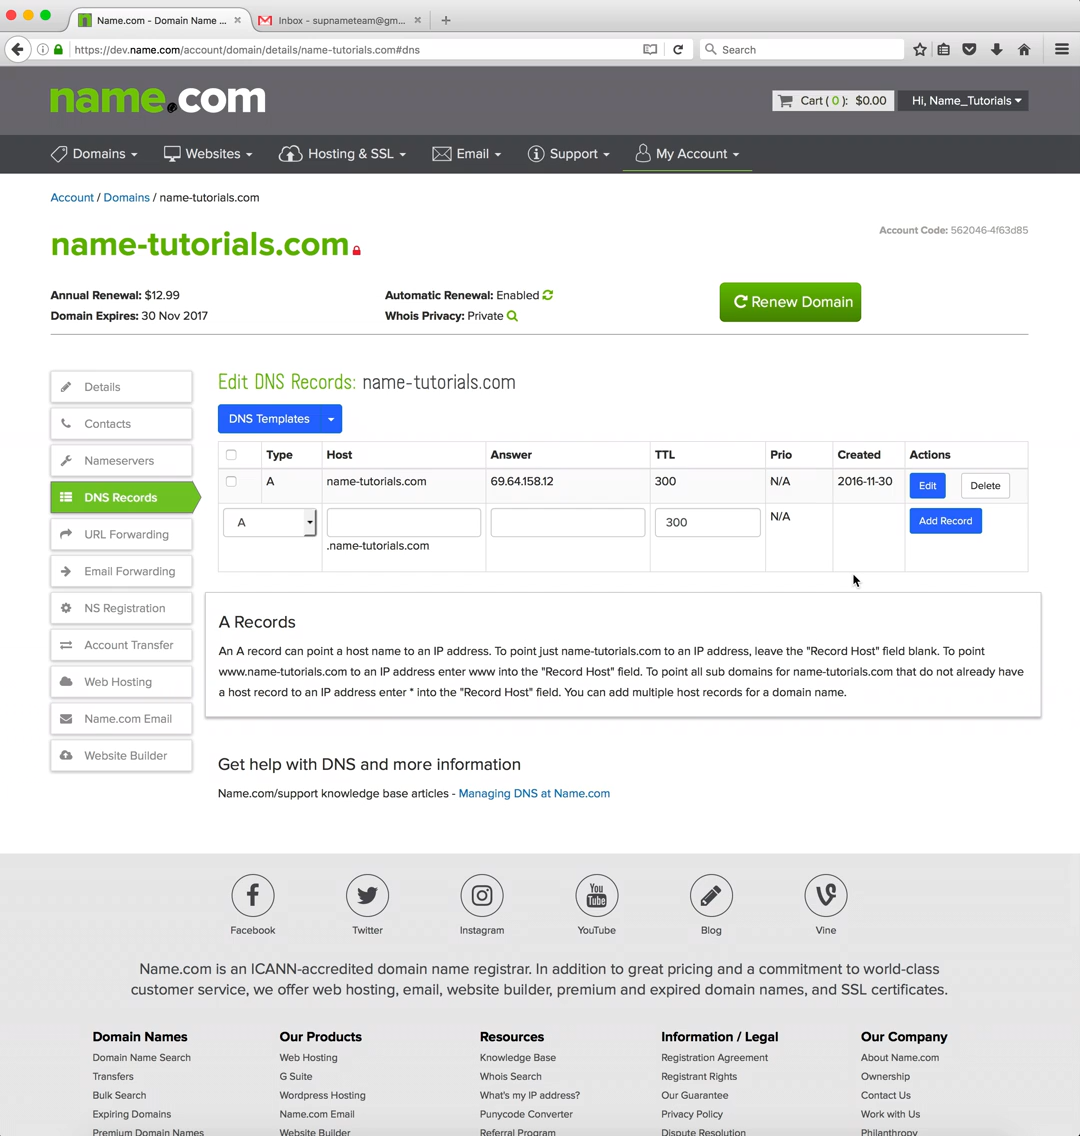 Name.com - Domain Name ...
Inbox - supnameteam@gm...
https://dev.name.com/account/domain/details/name-tutorials.com#dns
Search
name.com
Cart ( 0 ): $0.00
Hi, Name_Tutorials
Domains
Websites
Hosting & SSL
Email
Support
My Account
Account / Domains / name-tutorials.com
name-tutorials.com
Account Code: 562046-4f63d85
Annual Renewal: $12.99
Automatic Renewal: Enabled
Renew Domain
Domain Expires: 30 Nov 2017
Whois Privacy: Private
Details
Contacts
Nameservers
DNS Records
URL Forwarding
Email Forwarding
NS Registration
Account Transfer
Web Hosting
Name.com Email
Website Builder
Edit DNS Records: name-tutorials.com
DNS Templates
Type Host Answer TTL Prio Created Actions
A name-tutorials.com 69.64.158.12 300 N/A 2016-11-30 Edit Delete
A 300 N/A Add Record
.name-tutorials.com
A Records
An A record can point a host name to an IP address. To point just name-tutorials.com to an IP address, leave the "Record Host" field blank. To point
www.name-tutorials.com to an IP address enter www into the "Record Host" field. To point all sub domains for name-tutorials.com that do not already have
a host record to an IP address enter * into the "Record Host" field. You can add multiple host records for a domain name.
Get help with DNS and more information
Name.com/support knowledge base articles - Managing DNS at Name.com
You
Tube
Facebook
Twitter
Instagram
YouTube
Blog
Vine
Name.com is an ICANN-accredited domain name registrar. In addition to great pricing and a commitment to world-class
customer service, we offer web hosting, email, website builder, premium and expired domain names, and SSL certificates.
Domain Names
Domain Name Search
Transfers
Bulk Search
Expiring Domains
Premium Domain Names
Our Products
Web Hosting
G Suite
Wordpress Hosting
Name.com Email
Website Builder
Resources
Knowledge Base
Whois Search
What's my IP address?
Punycode Converter
Referral Program
Information / Legal
Registration Agreement
Registrant Rights
Our Guarantee
Privacy Policy
Dispute Resolution
Our Company
About Name.com
Ownership
Contact Us
Work with Us
Philanthropy